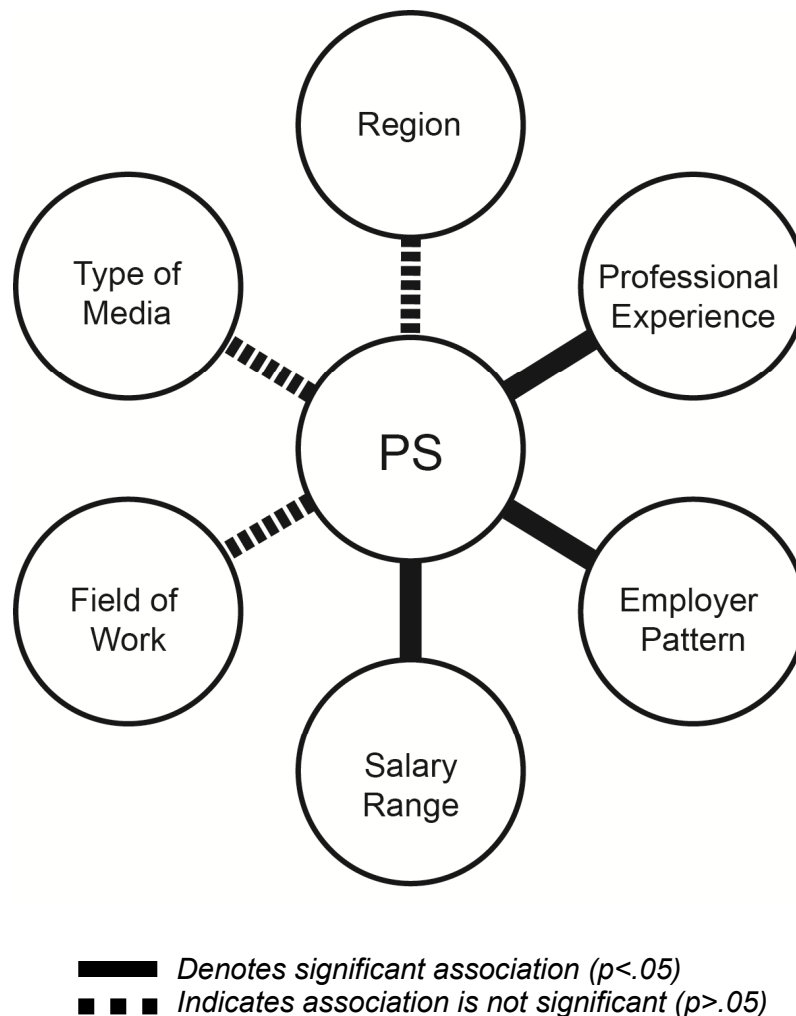 Region
Type of
Media
Professional
Experience
PS
Field of
Work
Employer
Pattern
Salary
Range
Denotes significant association (p<.05)
Indicates association is not significant (p>.05)